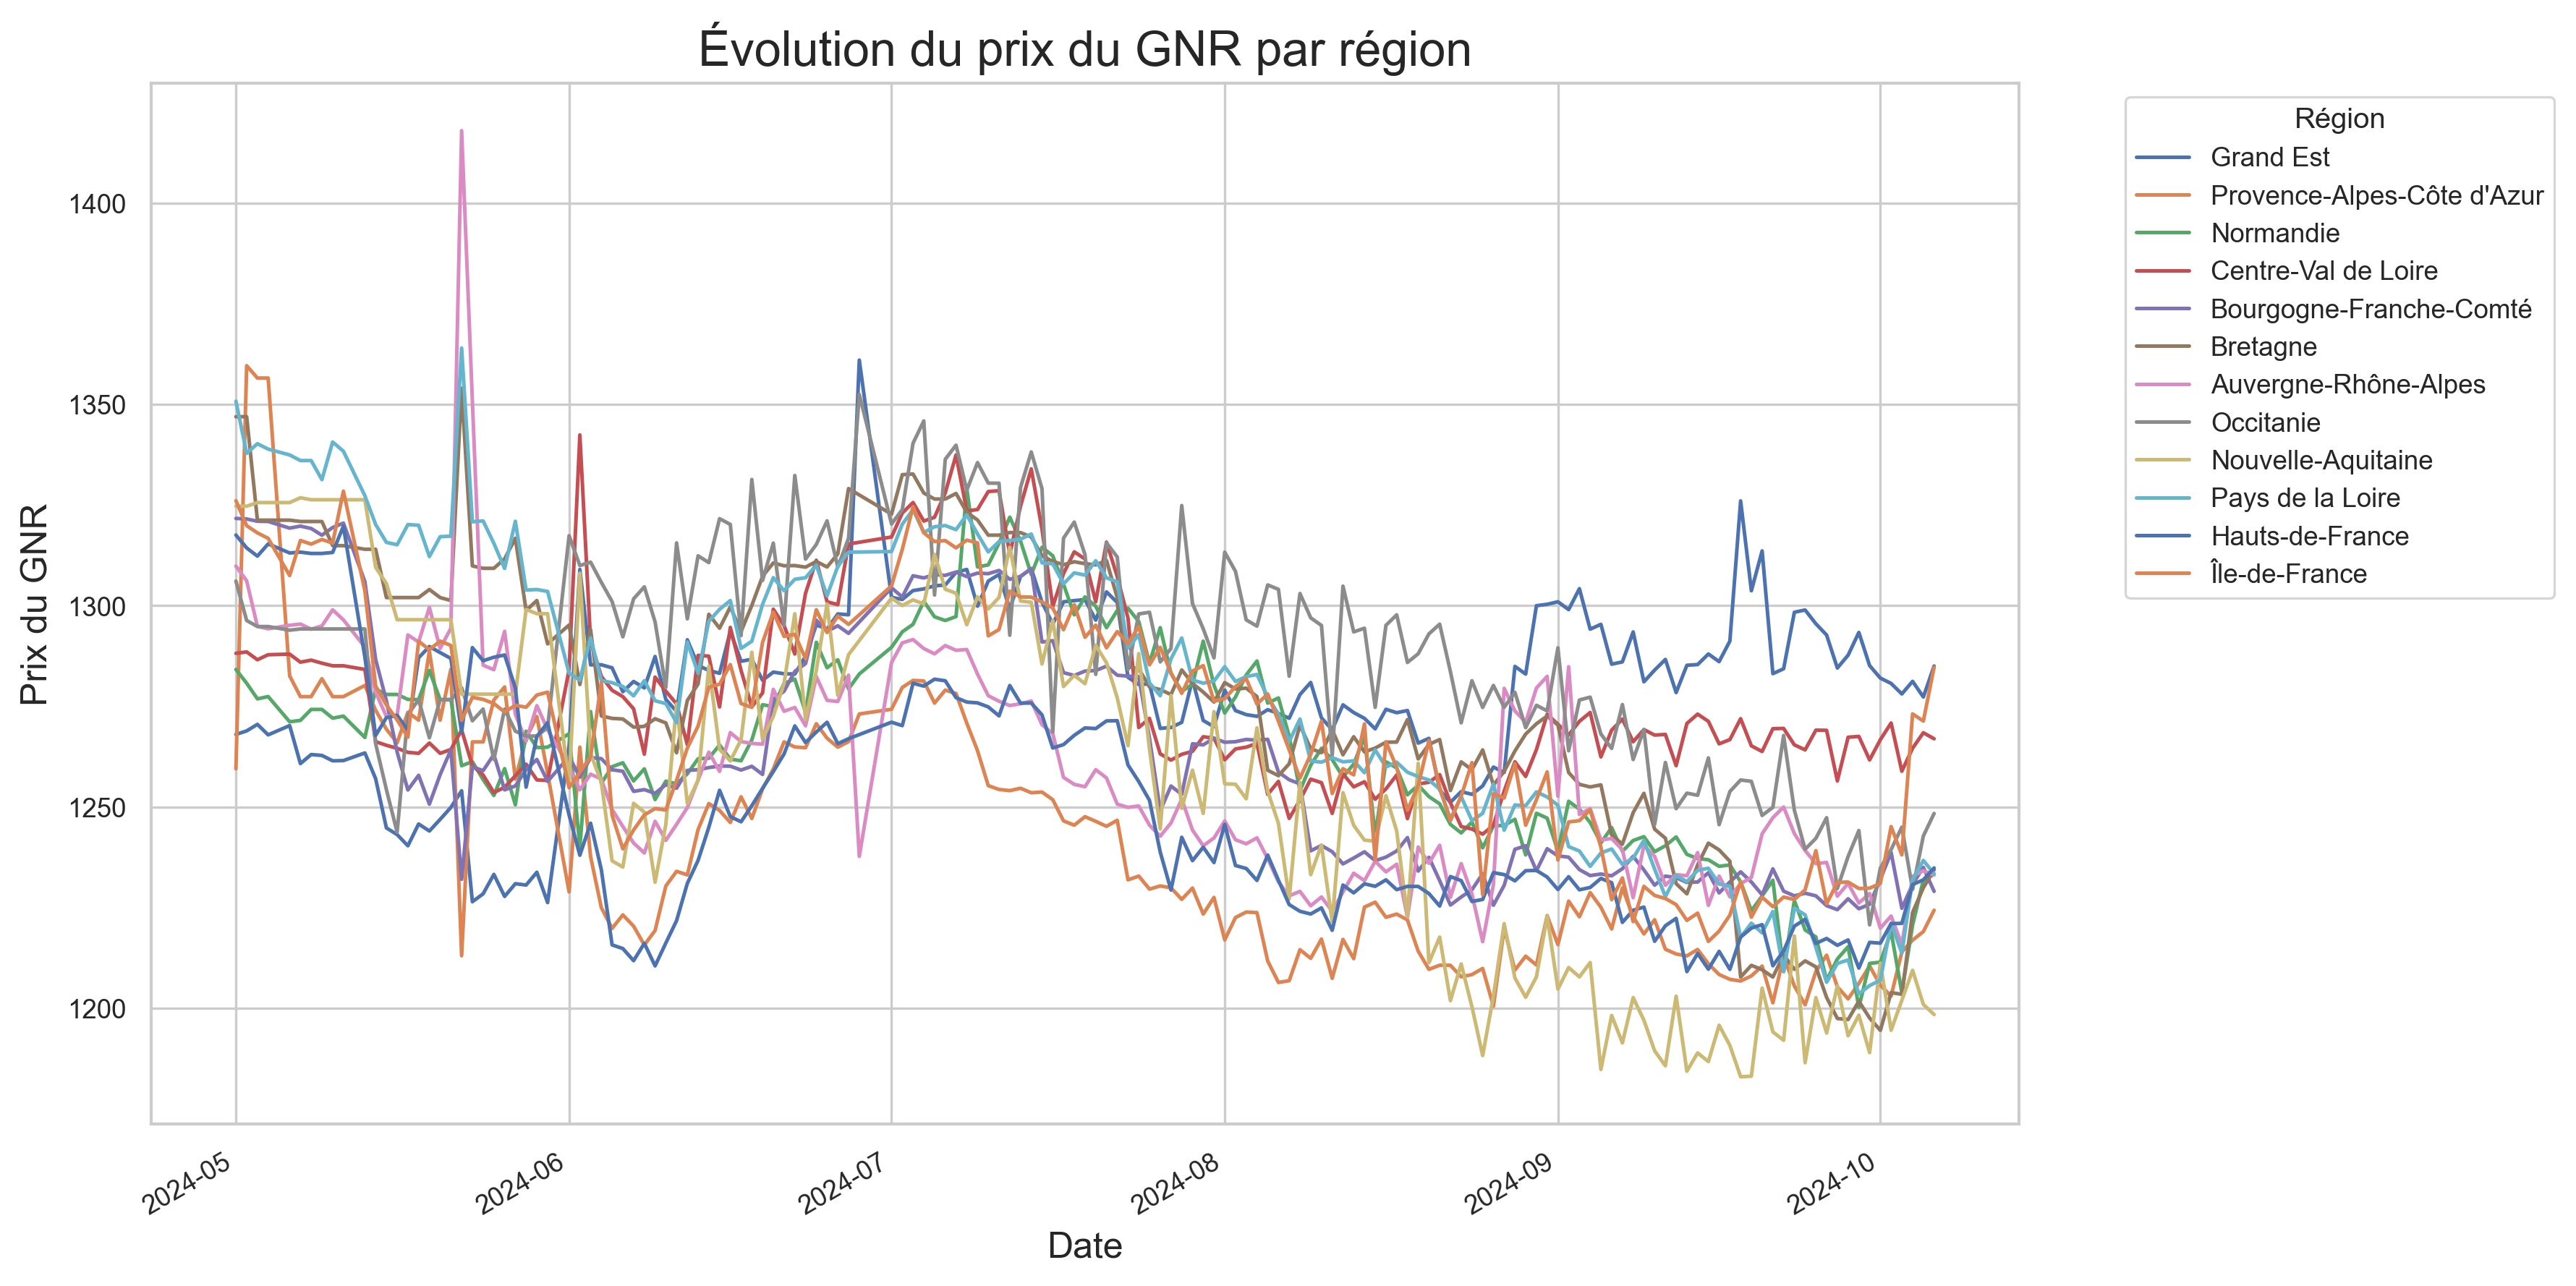 Évolution du prix du GNR par région
Prix du GNR
1400
1350
1300
1250
1200
2024-05
2024-06
2024-07
2024-08
2024-09
2024-10
Date
Région
Grand Est
Provence-Alpes-Côte d'Azur
Normandie
Centre-Val de Loire
Bourgogne-Franche-Comté
Bretagne
Auvergne-Rhône-Alpes
Occitanie
Nouvelle-Aquitaine
Pays de la Loire
Hauts-de-France
Île-de-France